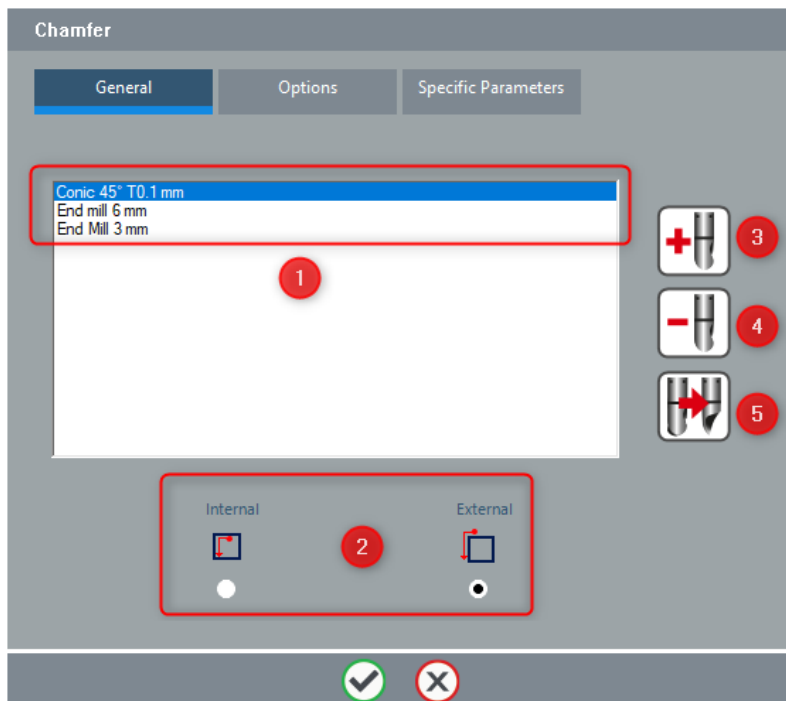 Chamfer
General Options Specific Parameters
Conic 45° T0.1 mm
End mill 6 mm
End Mill 3 mm
1
3
4
5
Internal External
2